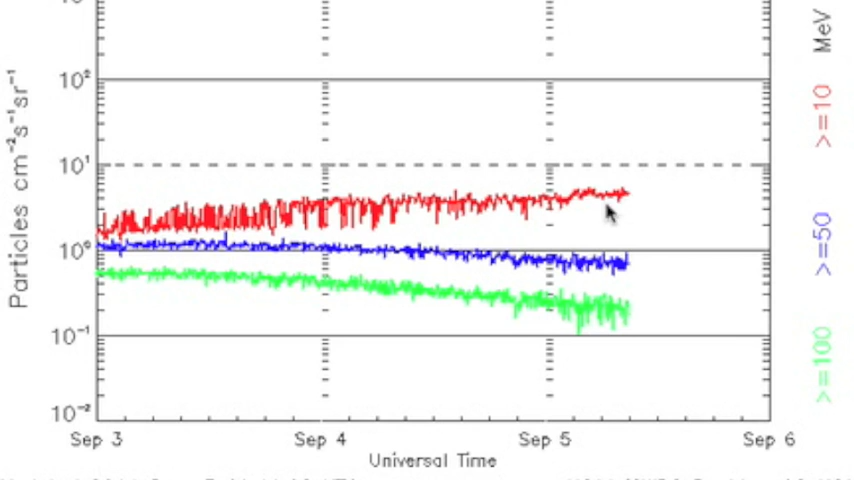 10²
10¹
10⁰
10⁻¹
10⁻²
Particles cm⁻²s⁻¹sr⁻¹
Sep 3 Sep 4 Sep 5 Sep 6
Universal Time
MeV
>=10
>=50
>=100